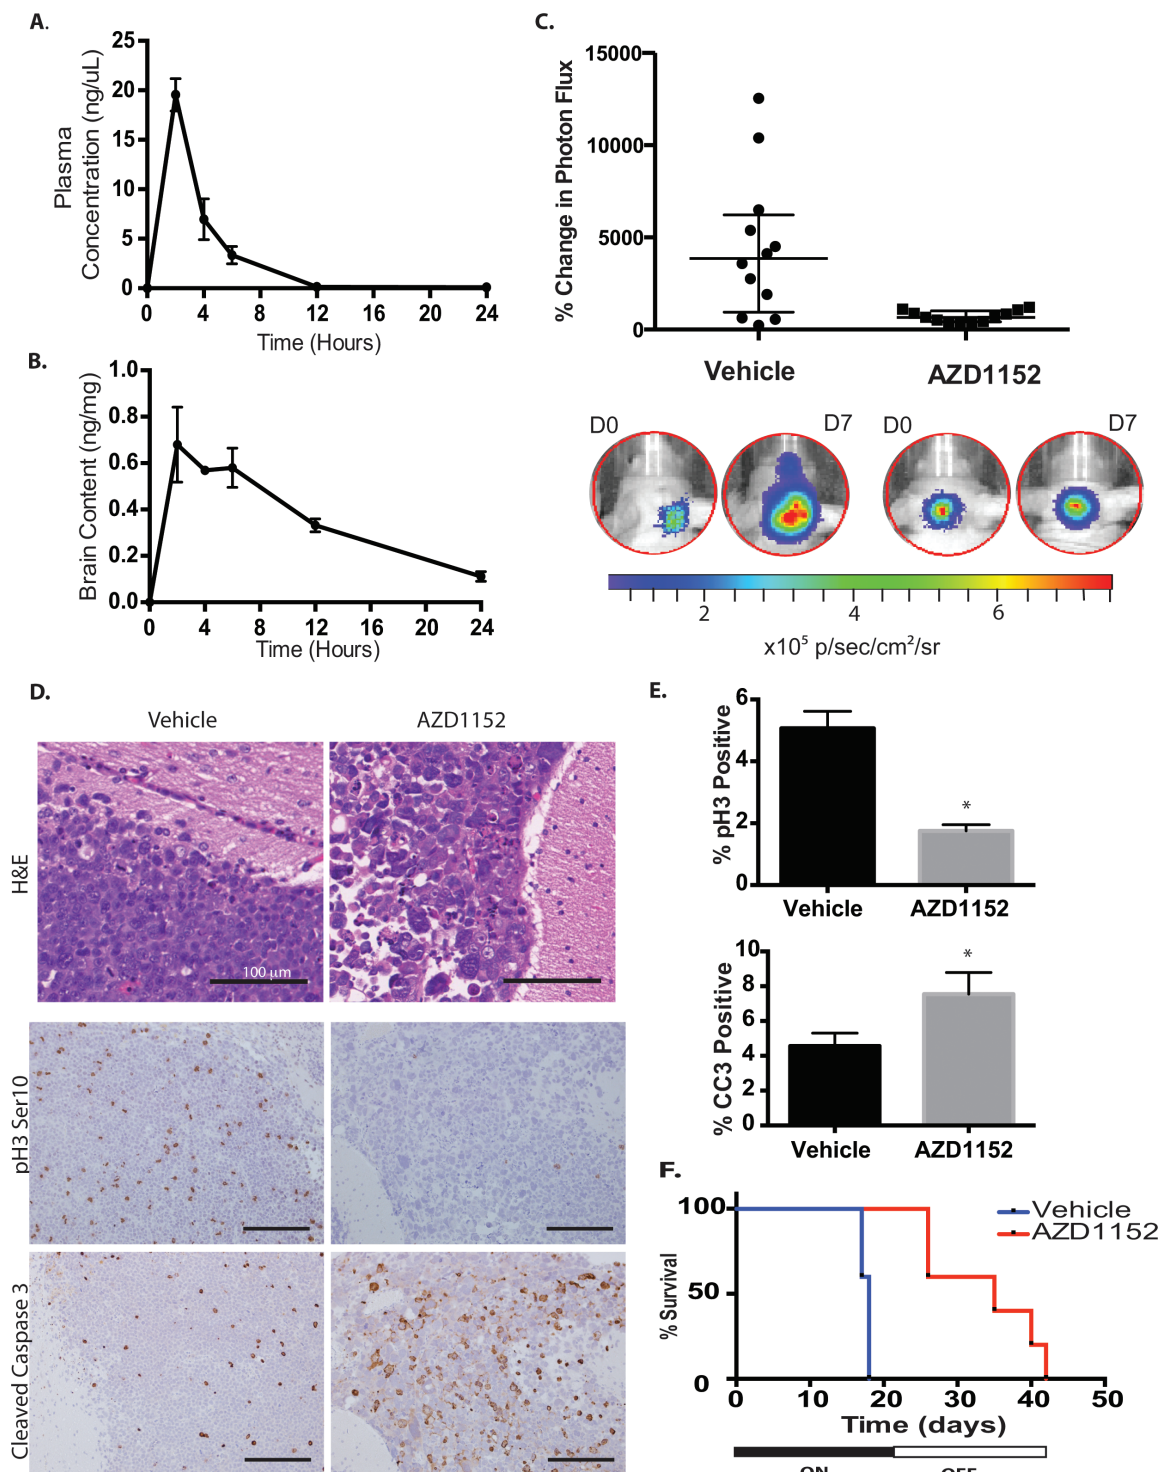 A.
25
20
15
10
5
0
Plasma
Concentration (ng/uL)
0 4 8 12 16 20 24
Time (Hours)
B.
1.0
0.8
0.6
0.4
0.2
0.0
Brain Content (ng/mg)
0 4 8 12 16 20 24
Time (Hours)
C.
15000
10000
5000
0
% Change in Photon Flux
Vehicle AZD1152
D0 D7 D0 D7
2 4 6
x10⁵ p/sec/cm²/sr
D.
Vehicle AZD1152
H&E
100 µm
pH3 Ser10
Cleaved Caspase 3
E.
6
4
2
0
% pH3 Positive
*
Vehicle AZD1152
10
8
6
4
2
0
% CC3 Positive
*
Vehicle AZD1152
F.
100
50
0
% Survival
Vehicle
AZD1152
0 10 20 30 40 50
Time (days)
ON OFF